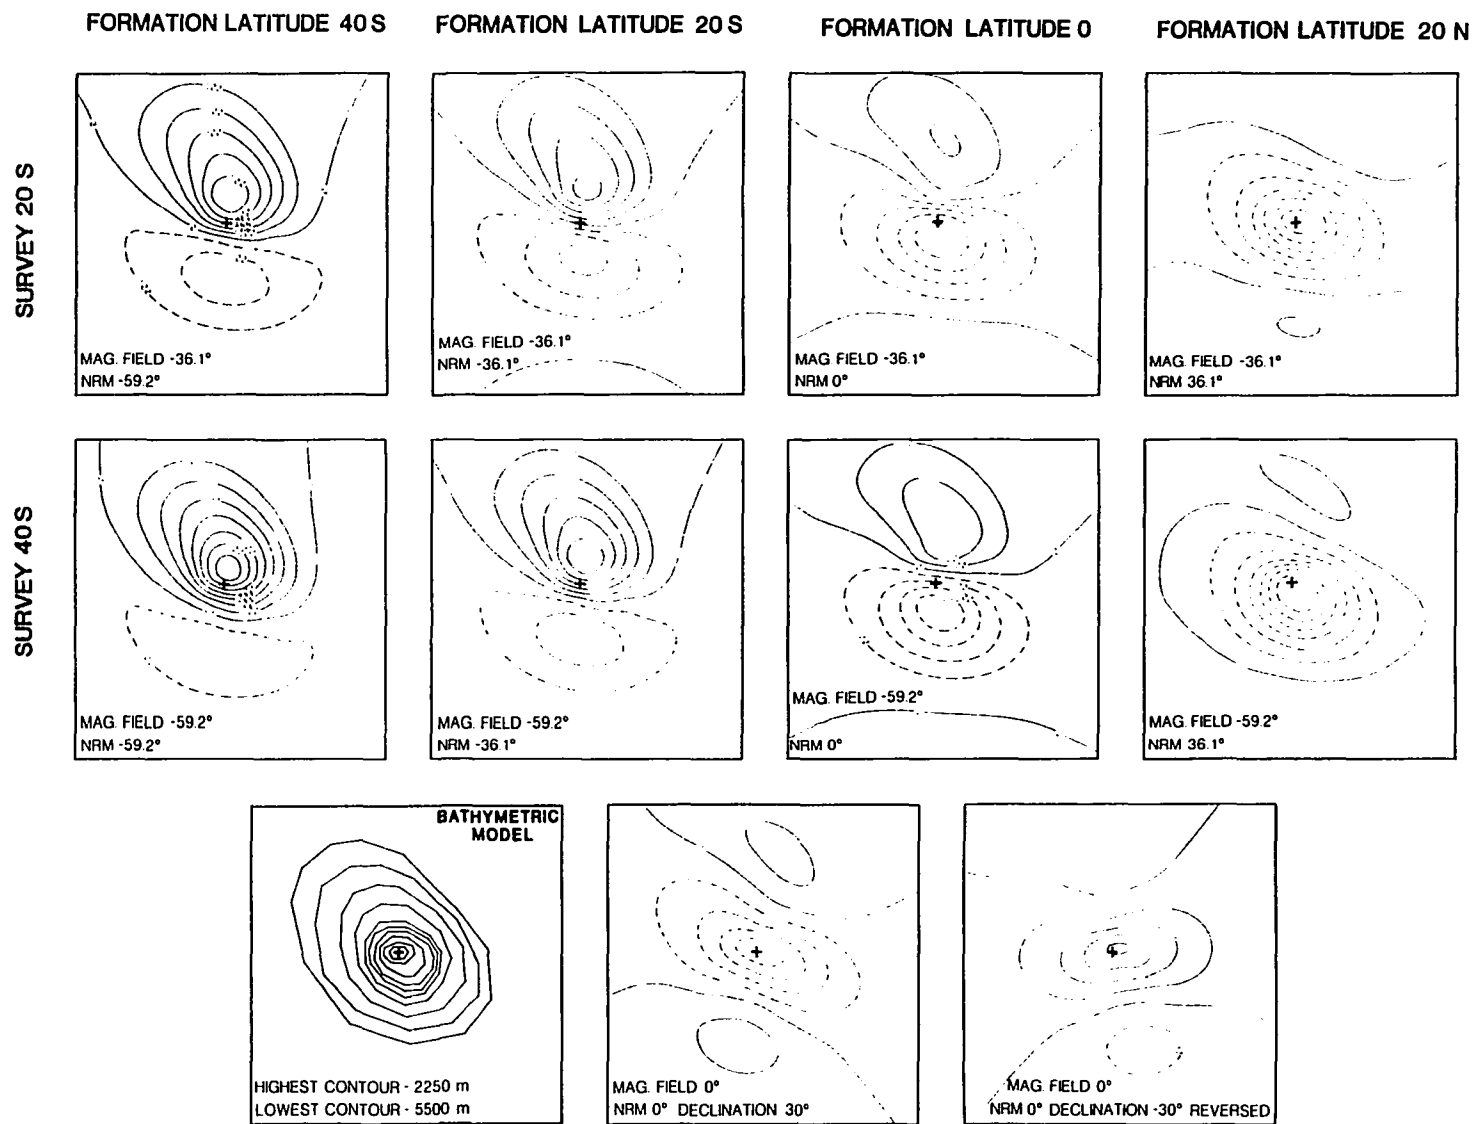 FORMATION LATITUDE 40 S
FORMATION LATITUDE 20 S
FORMATION LATITUDE 0
FORMATION LATITUDE 20 N
SURVEY 20 S
MAG. FIELD -36.1°
NRM -59.2°
MAG. FIELD -36.1°
NRM -36.1°
MAG. FIELD -36.1°
NRM 0°
MAG. FIELD -36.1°
NRM 36.1°
SURVEY 40 S
MAG. FIELD -59.2°
NRM -59.2°
MAG. FIELD -59.2°
NRM -36.1°
MAG. FIELD -59.2°
NRM 0°
MAG. FIELD -59.2°
NRM 36.1°
BATHYMETRIC
MODEL
HIGHEST CONTOUR - 2250 m
LOWEST CONTOUR - 5500 m
MAG. FIELD 0°
NRM 0° DECLINATION 30°
MAG. FIELD 0°
NRM 0° DECLINATION -30° REVERSED